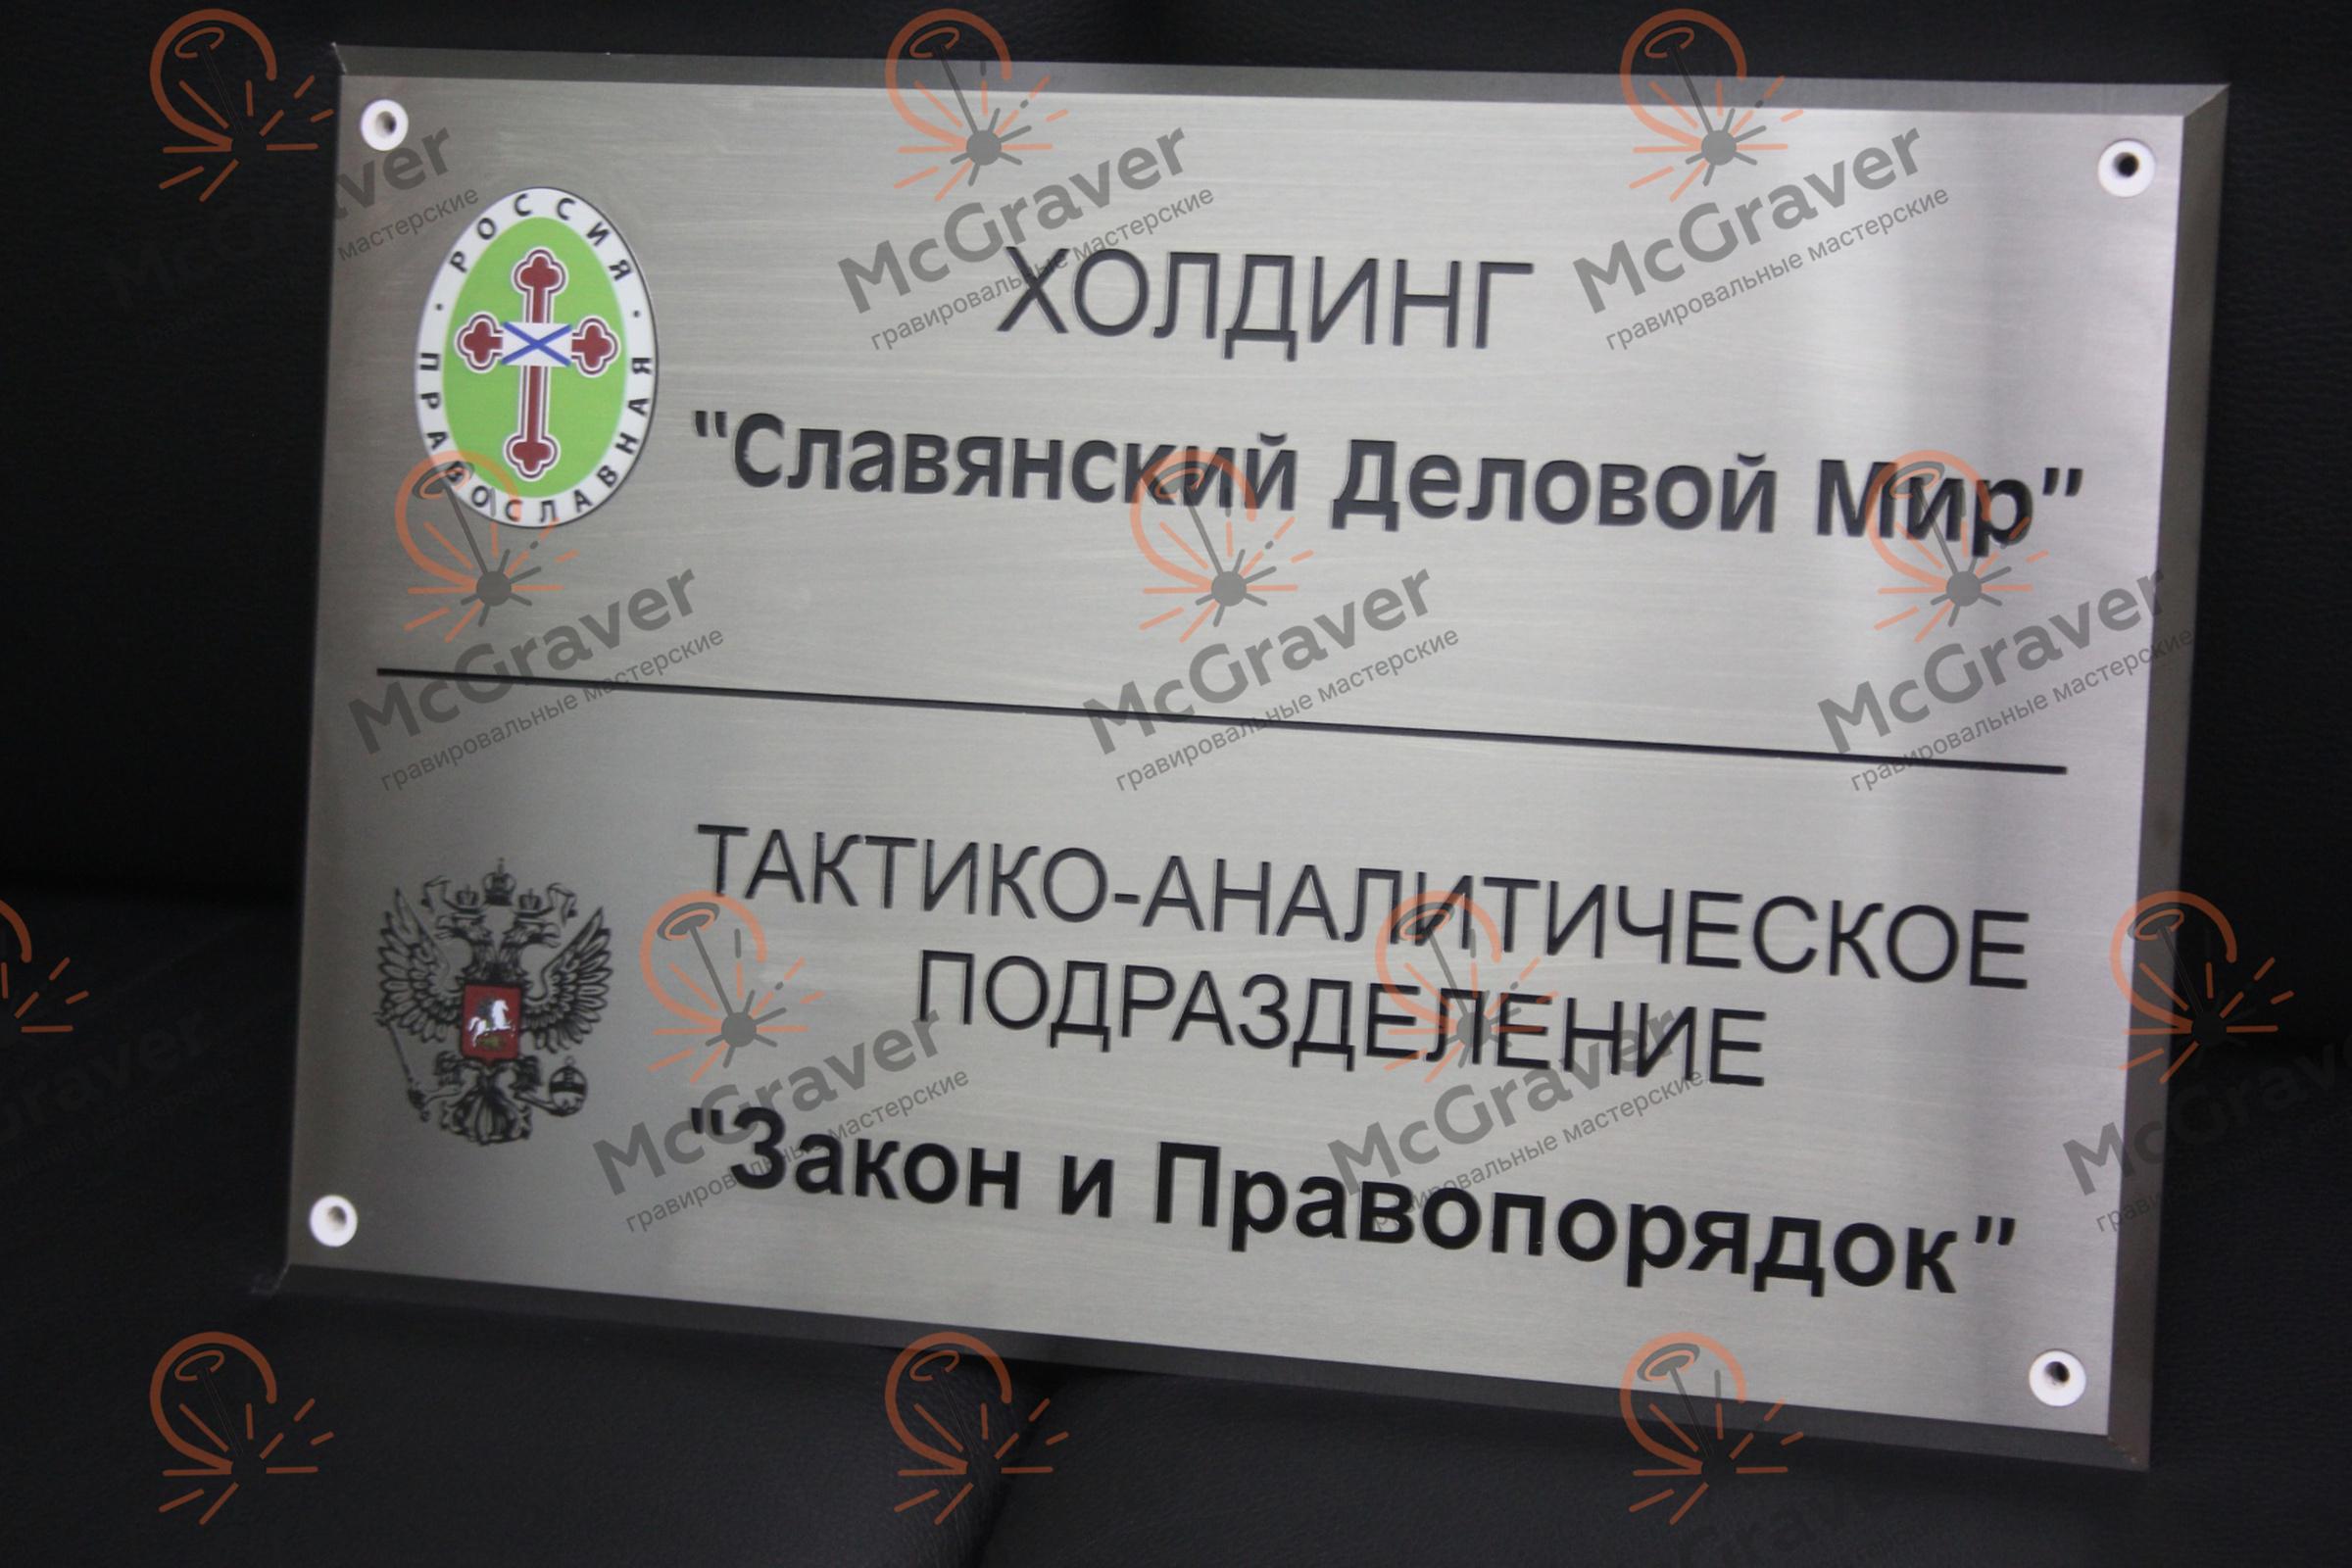 РОССИЯ
ПРАВОСЛАВНАЯ
ХОЛДИНГ
"Славянский Деловой Мир"
ТАКТИКО-АНАЛИТИЧЕСКОЕ
ПОДРАЗДЕЛЕНИЕ
"Закон и Правопорядок"
McGraver
гравировальные мастерские